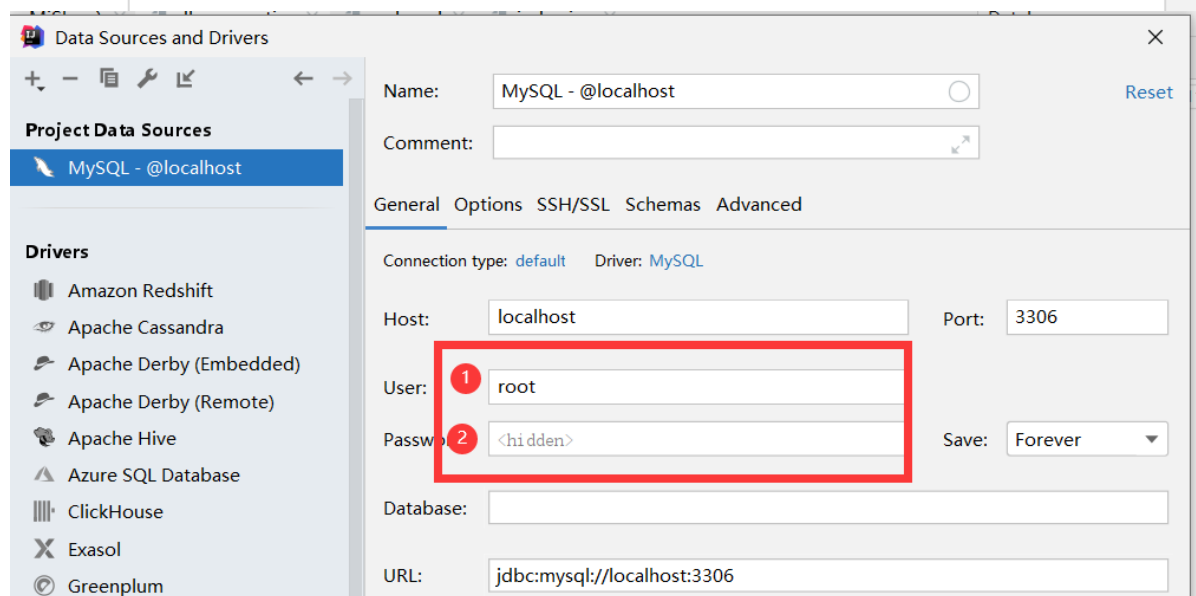 Data Sources and Drivers
Name: MySQL - @localhost Reset
Project Data Sources
Comment:
MySQL - @localhost
General Options SSH/SSL Schemas Advanced
Drivers
Connection type: default Driver: MySQL
Amazon Redshift
Host: localhost Port: 3306
Apache Cassandra
Apache Derby (Embedded)
User: 1 root
Apache Derby (Remote)
Apache Hive
2 <hidden> Save: Forever
Azure SQL Database
Database:
ClickHouse
Exasol
URL: jdbc:mysql://localhost:3306
Greenplum